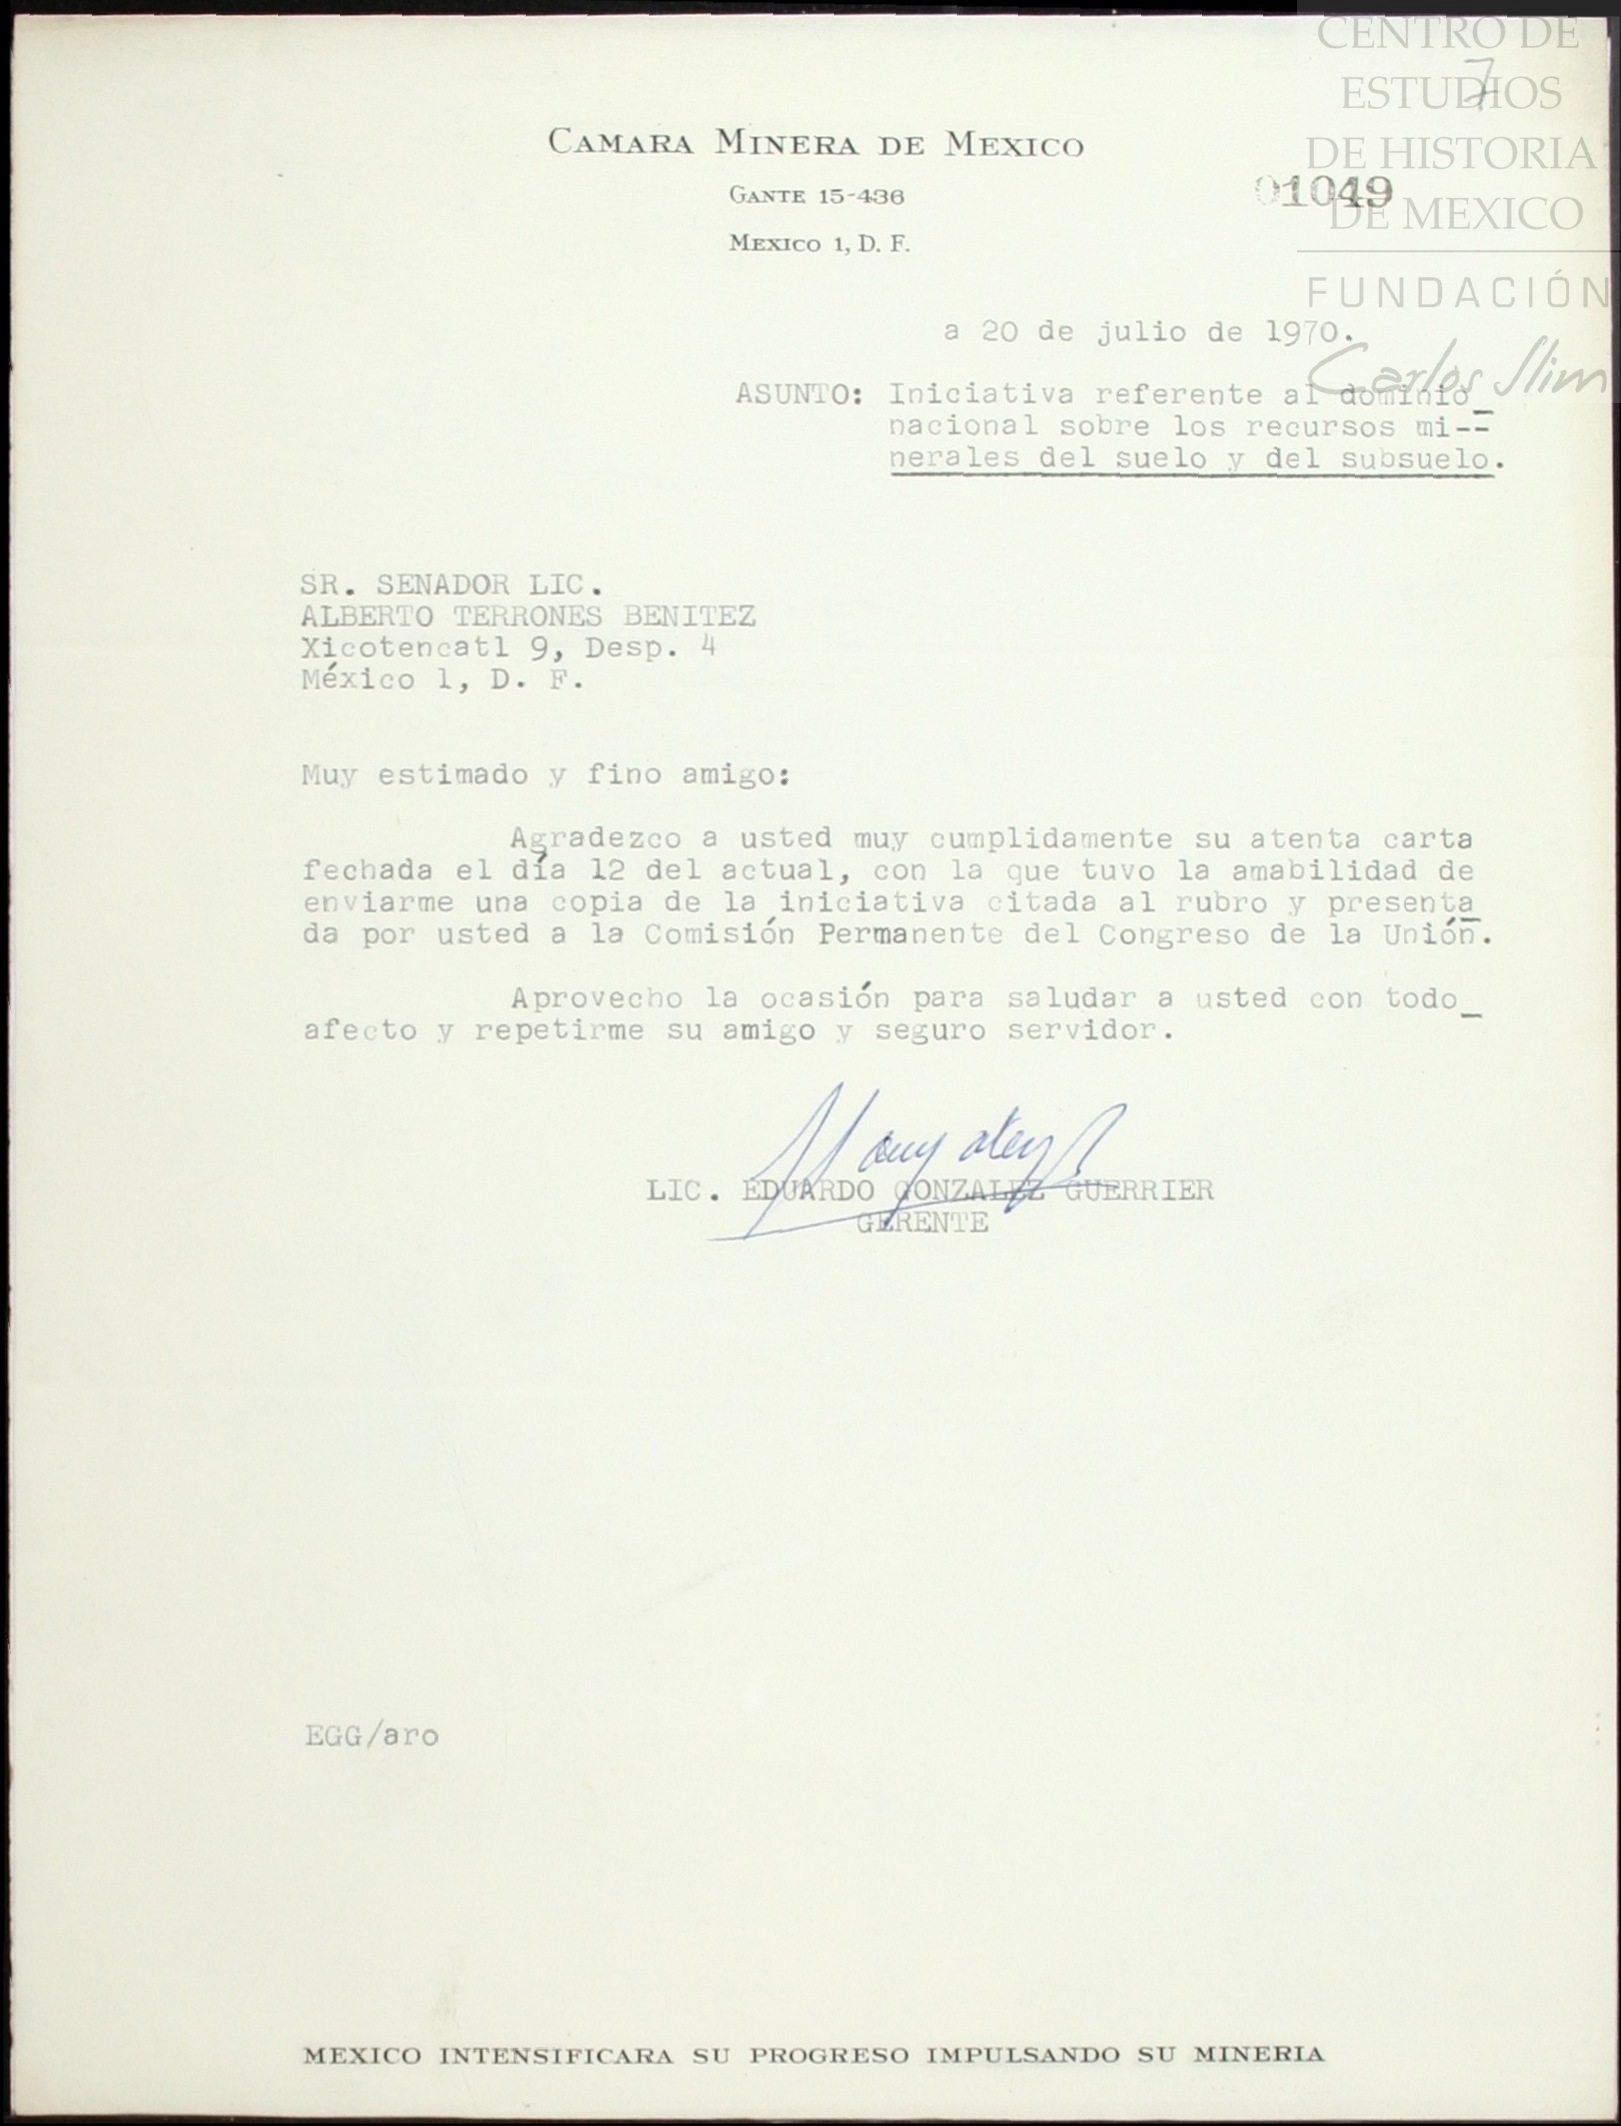 CENTRO DE
ESTUDIOS
DE HISTORIA
DE MEXICO
FUNDACIÓN
Carlos Slim
7
CAMARA MINERA DE MEXICO
GANTE 15-436
01049
MEXICO 1, D. F.
a 20 de julio de 1970.
ASUNTO: Iniciativa referente al dominio_
nacional sobre los recursos mi--
nerales del suelo y del subsuelo.
SR. SENADOR LIC.
ALBERTO TERRONES BENITEZ
Xicotencatl 9, Desp. 4
México 1, D. F.
Muy estimado y fino amigo:
Agradezco a usted muy cumplidamente su atenta carta
fechada el día 12 del actual, con la que tuvo la amabilidad de
enviarme una copia de la iniciativa citada al rubro y presenta_
da por usted a la Comisión Permanente del Congreso de la Unión.
Aprovecho la ocasión para saludar a usted con todo_
afecto y repetirme su amigo y seguro servidor.
LIC. EDUARDO GONZALEZ GUERRIER
GERENTE
EGG/aro
MEXICO INTENSIFICARA SU PROGRESO IMPULSANDO SU MINERIA